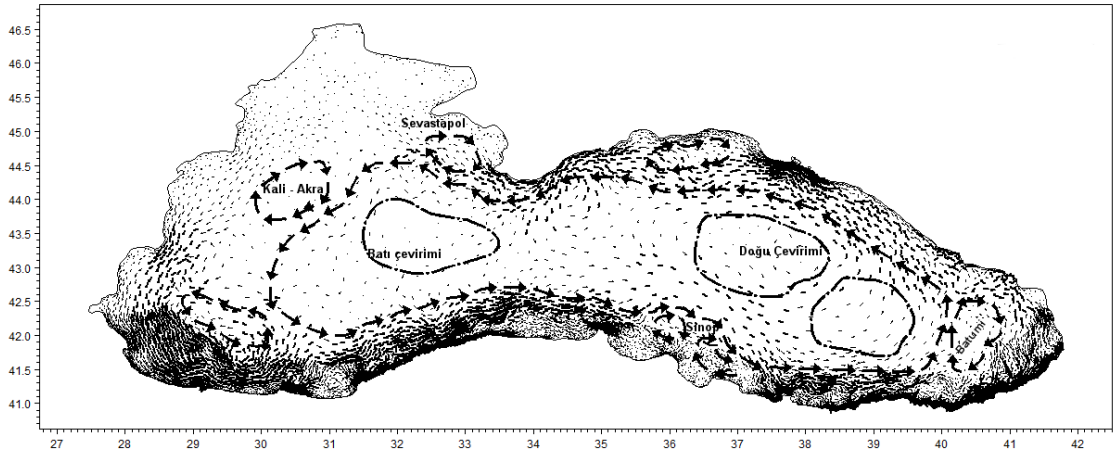 46.5
46.0
45.5
45.0
44.5
44.0
43.5
43.0
42.5
42.0
41.5
41.0
Sevastapol
Kali - Akra
Batı çevirimi
Doğu Çevirimi
Sinop
Batumi
27 28 29 30 31 32 33 34 35 36 37 38 39 40 41 42